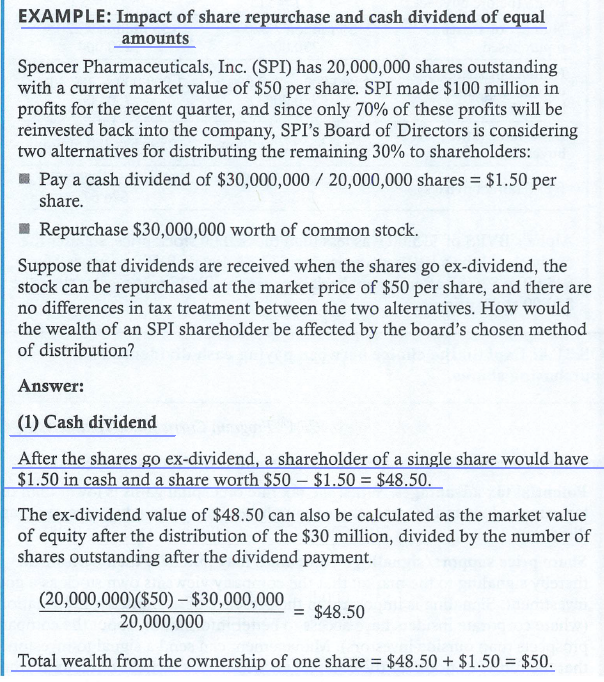 EXAMPLE: Impact of share repurchase and cash dividend of equal
amounts
Spencer Pharmaceuticals, Inc. (SPI) has 20,000,000 shares outstanding
with a current market value of $50 per share. SPI made $100 million in
profits for the recent quarter, and since only 70% of these profits will be
reinvested back into the company, SPI's Board of Directors is considering
two alternatives for distributing the remaining 30% to shareholders:
■ Pay a cash dividend of $30,000,000 / 20,000,000 shares = $1.50 per
share.
■ Repurchase $30,000,000 worth of common stock.
Suppose that dividends are received when the shares go ex-dividend, the
stock can be repurchased at the market price of $50 per share, and there are
no differences in tax treatment between the two alternatives. How would
the wealth of an SPI shareholder be affected by the board's chosen method
of distribution?
Answer:
(1) Cash dividend
After the shares go ex-dividend, a shareholder of a single share would have
$1.50 in cash and a share worth $50 – $1.50 = $48.50.
The ex-dividend value of $48.50 can also be calculated as the market value
of equity after the distribution of the $30 million, divided by the number of
shares outstanding after the dividend payment.
(20,000,000)($50) – $30,000,000
= $48.50
20,000,000
Total wealth from the ownership of one share = $48.50 + $1.50 = $50.